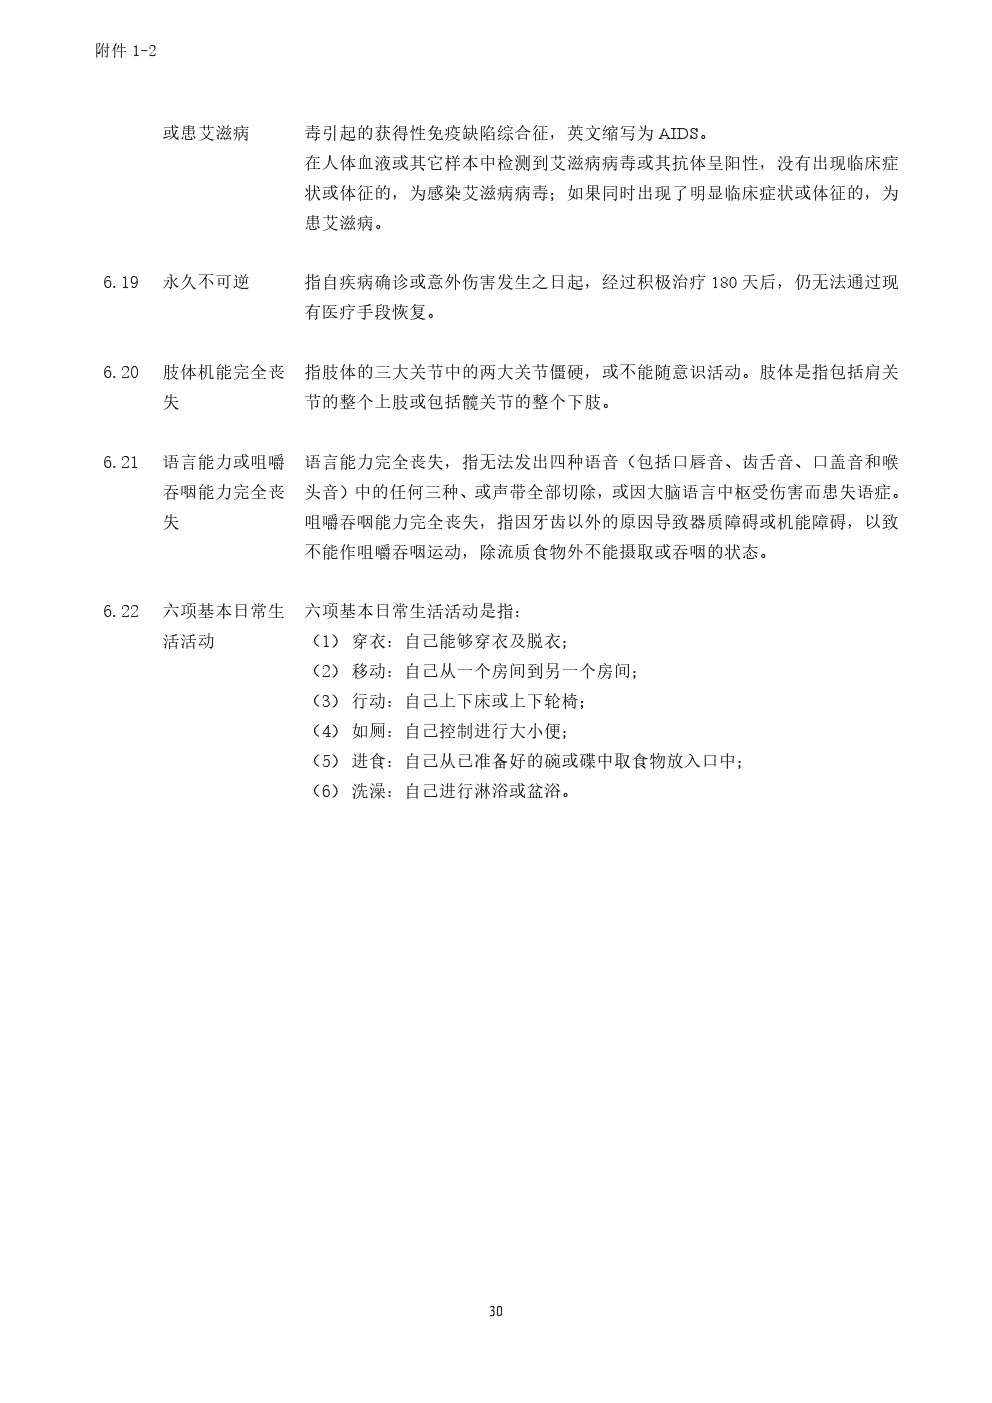 附件 1-2
或患艾滋病 毒引起的获得性免疫缺陷综合征，英文缩写为 AIDS。
在人体血液或其它样本中检测到艾滋病病毒或其抗体呈阳性，没有出现临床症
状或体征的，为感染艾滋病病毒；如果同时出现了明显临床症状或体征的，为
患艾滋病。
6.19 永久不可逆 指自疾病确诊或意外伤害发生之日起，经过积极治疗 180 天后，仍无法通过现
有医疗手段恢复。
6.20 肢体机能完全丧 指肢体的三大关节中的两大关节僵硬，或不能随意识活动。肢体是指包括肩关
失 节的整个上肢或包括髋关节的整个下肢。
6.21 语言能力或咀嚼 语言能力完全丧失，指无法发出四种语音（包括口唇音、齿舌音、口盖音和喉
吞咽能力完全丧 头音）中的任何三种、或声带全部切除，或因大脑语言中枢受伤害而患失语症。
失 咀嚼吞咽能力完全丧失，指因牙齿以外的原因导致器质障碍或机能障碍，以致
不能作咀嚼吞咽运动，除流质食物外不能摄取或吞咽的状态。
6.22 六项基本日常生 六项基本日常生活活动是指：
活活动 （1） 穿衣：自己能够穿衣及脱衣；
（2） 移动：自己从一个房间到另一个房间；
（3） 行动：自己上下床或上下轮椅；
（4） 如厕：自己控制进行大小便；
（5） 进食：自己从已准备好的碗或碟中取食物放入口中；
（6） 洗澡：自己进行淋浴或盆浴。
30